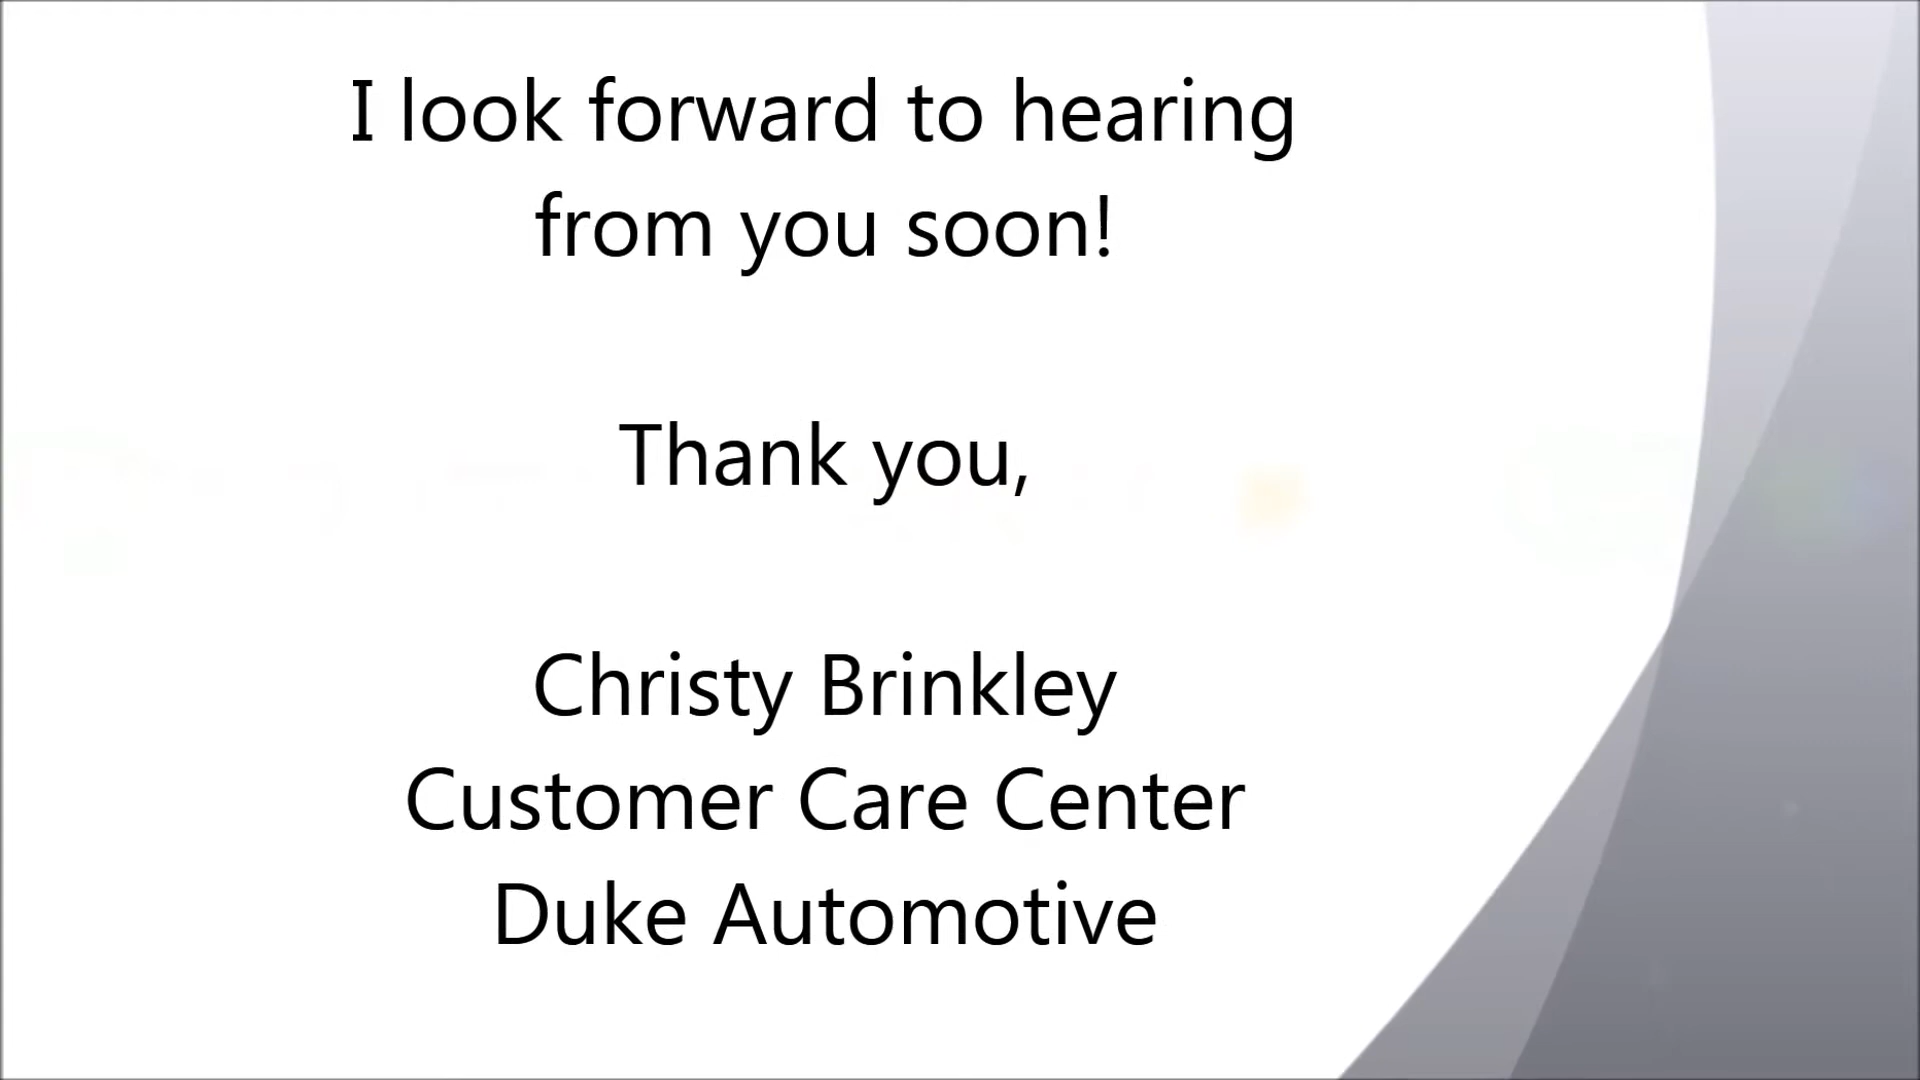 I look forward to hearing
from you soon!
Thank you,
Christy Brinkley
Customer Care Center
Duke Automotive